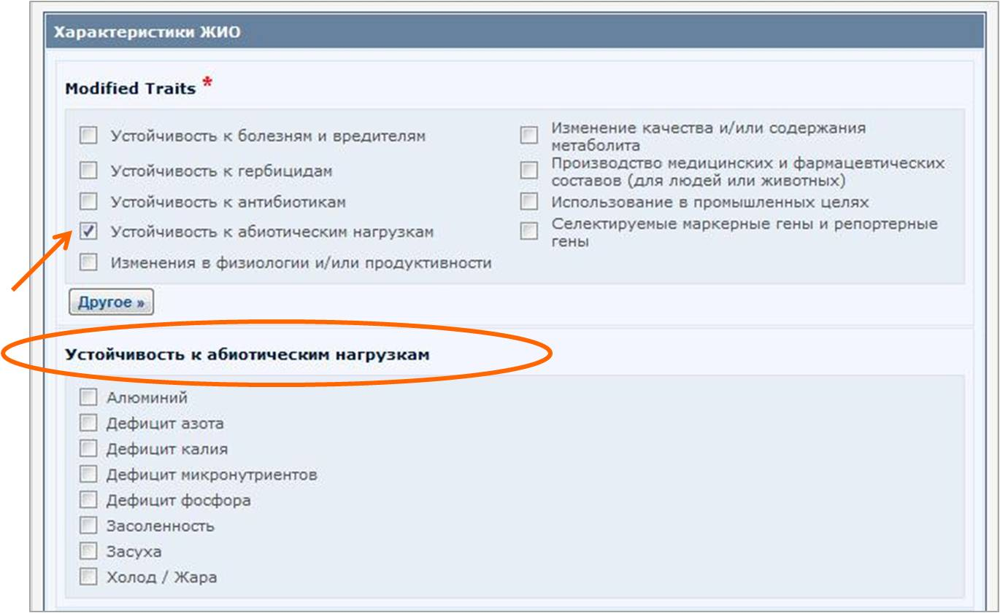 Характеристики ЖИО
Modified Traits *
Устойчивость к болезням и вредителям
Устойчивость к гербицидам
Устойчивость к антибиотикам
Устойчивость к абиотическим нагрузкам
Изменения в физиологии и/или продуктивности
Изменение качества и/или содержания
метаболита
Производство медицинских и фармацевтических
составов (для людей или животных)
Использование в промышленных целях
Селектируемые маркерные гены и репортерные
гены
Другое »
Устойчивость к абиотическим нагрузкам
Алюминий
Дефицит азота
Дефицит калия
Дефицит микронутриентов
Дефицит фосфора
Засоленность
Засуха
Холод / Жара